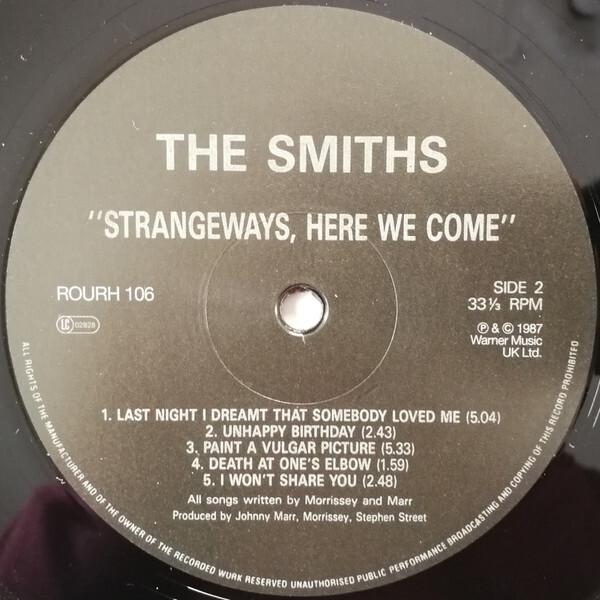 THE SMITHS
"STRANGEWAYS, HERE WE COME"
ROURH 106
LC 02828
SIDE 2
33⅓ RPM
℗ & © 1987
Warner Music
UK Ltd.
1. LAST NIGHT I DREAMT THAT SOMEBODY LOVED ME (5.04)
2. UNHAPPY BIRTHDAY (2.43)
3. PAINT A VULGAR PICTURE (5.33)
4. DEATH AT ONE'S ELBOW (1.59)
5. I WON'T SHARE YOU (2.48)
All songs written by Morrissey and Marr
Produced by Johnny Marr, Morrissey, Stephen Street
ALL RIGHTS OF THE MANUFACTURER AND OF THE OWNER OF THE RECORDED WORK RESERVED UNAUTHORISED PUBLIC PERFORMANCE BROADCASTING AND COPYING OF THIS RECORD PROHIBITED